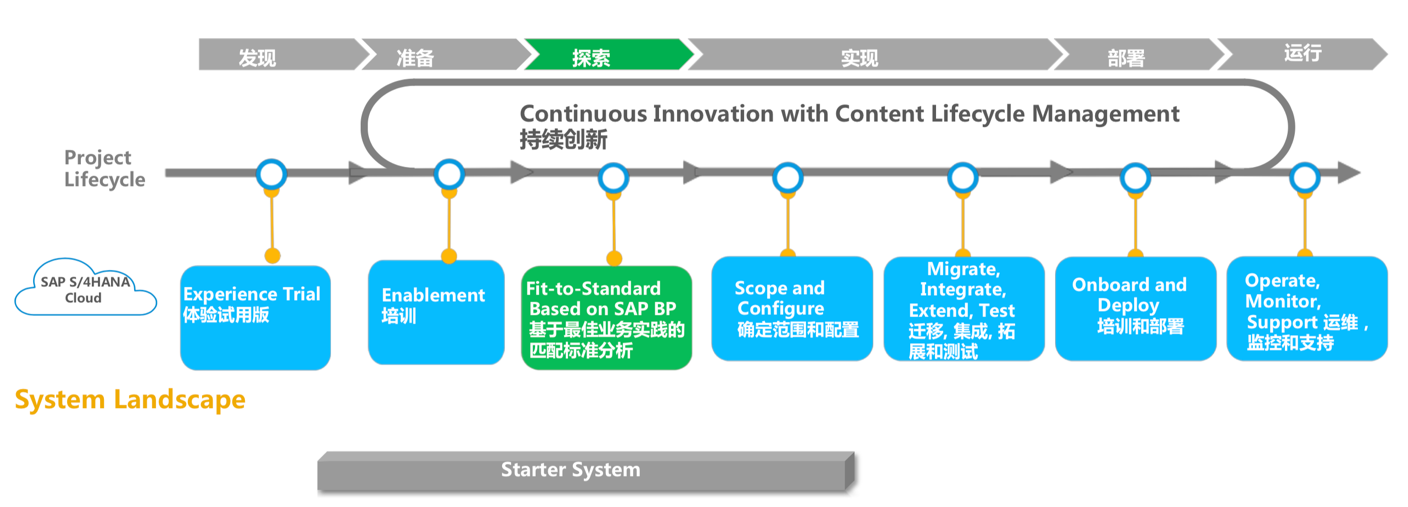 发现
准备
探索
实现
部署
运行
Continuous Innovation with Content Lifecycle Management
持续创新
Project
Lifecycle
SAP S/4HANA
Cloud
Experience Trial
体验试用版
Enablement
培训
Fit-to-Standard
Based on SAP BP
基于最佳业务实践的
匹配标准分析
Scope and
Configure
确定范围和配置
Migrate,
Integrate,
Extend, Test
迁移, 集成, 拓
展和测试
Onboard and
Deploy
培训和部署
Operate,
Monitor,
Support 运维，
监控和支持
System Landscape
Starter System